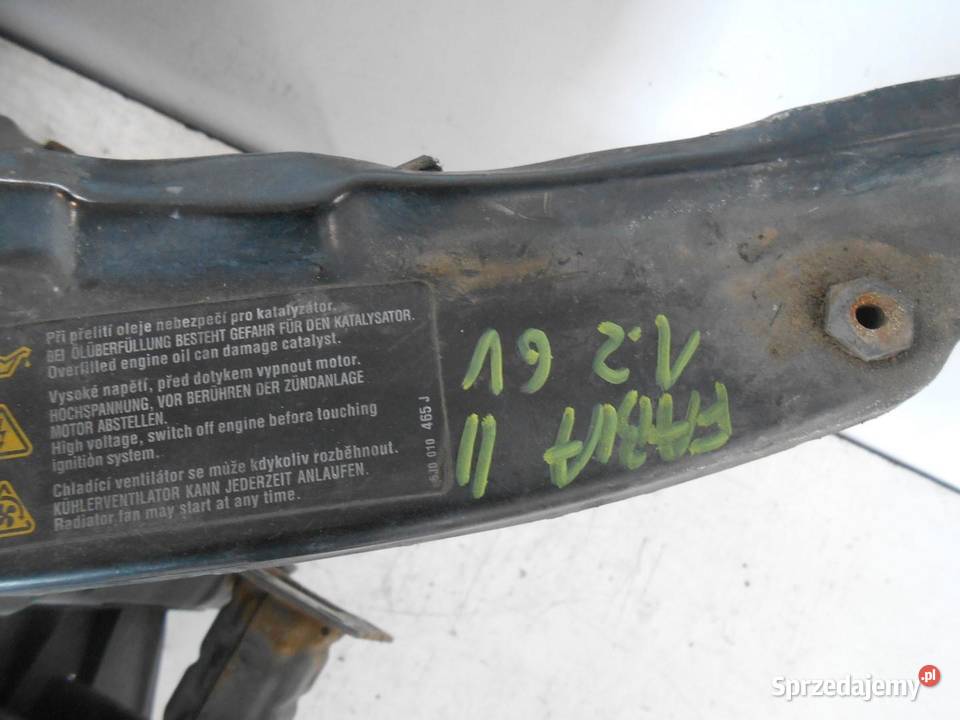 Při přelití oleje nebezpečí pro katalyzátor.
BEI ÖLÜBERFÜLLUNG BESTEHT GEFAHR FÜR DEN KATALYSATOR.
Overfilled engine oil can damage catalyst.
Vysoké napětí, před dotykem vypnout motor.
HOCHSPANNUNG, VOR BERÜHREN DER ZÜNDANLAGE
MOTOR ABSTELLEN.
High voltage, switch off engine before touching
ignition system.
Chladící ventilátor se může kdykoliv rozběhnout.
KÜHLERVENTILATOR KANN JEDERZEIT ANLAUFEN.
Radiator fan may start at any time.
5J0 010 465 J
FABIA II
1.2 6V
Sprzedajemy.pl